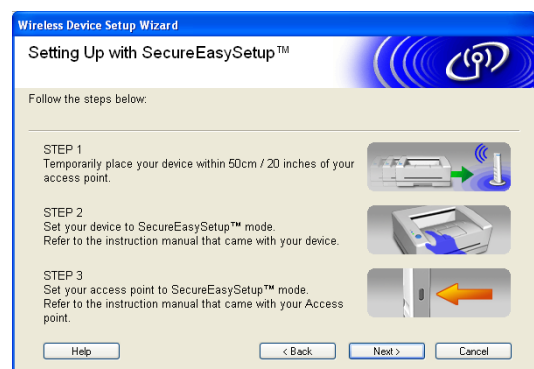 Wireless Device Setup Wizard
Setting Up with SecureEasySetup™
Follow the steps below:
STEP 1
Temporarily place your device within 50cm / 20 inches of your
access point.
STEP 2
Set your device to SecureEasySetup™ mode.
Refer to the instruction manual that came with your device.
STEP 3
Set your access point to SecureEasySetup™ mode.
Refer to the instruction manual that came with your Access
point.
Help
< Back
Next >
Cancel